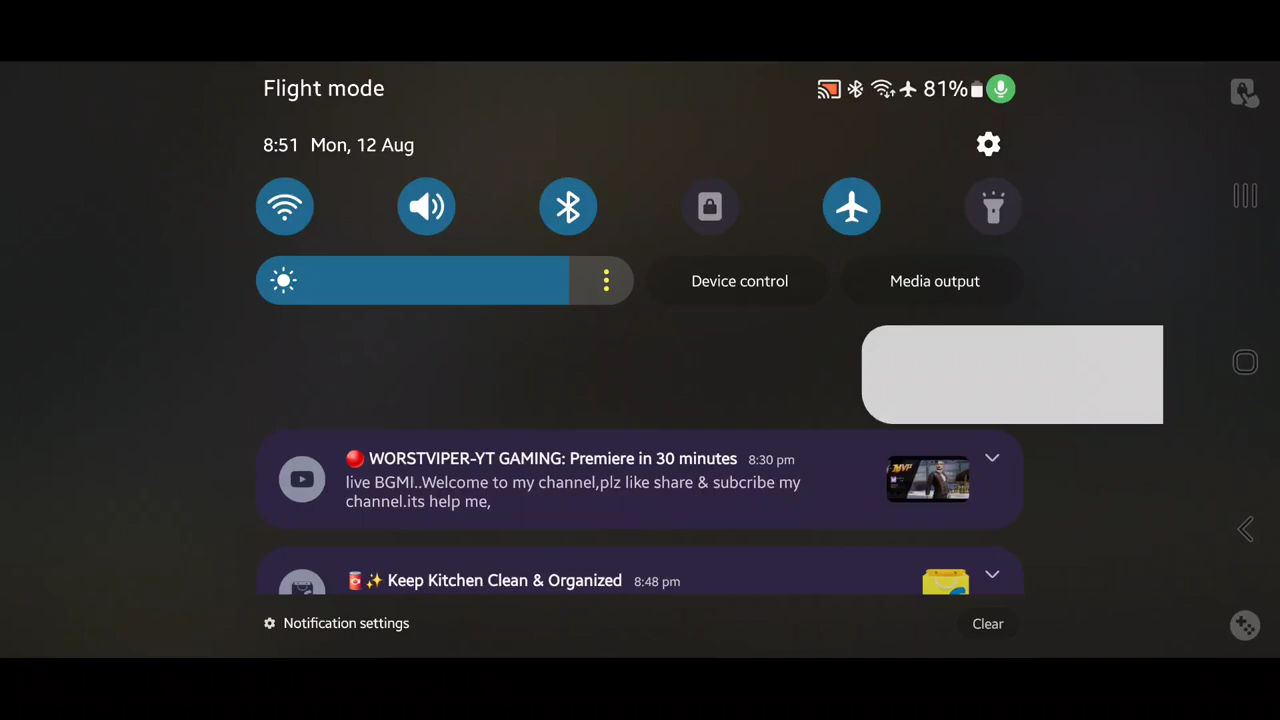 Flight mode
81%
8:51 Mon, 12 Aug
Device control
Media output
🔴 WORSTVIPER-YT GAMING: Premiere in 30 minutes 8:30 pm
live BGMI..Welcome to my channel,plz like share & subcribe my
channel.its help me,
MVP
🥫✨ Keep Kitchen Clean & Organized 8:48 pm
Notification settings
Clear